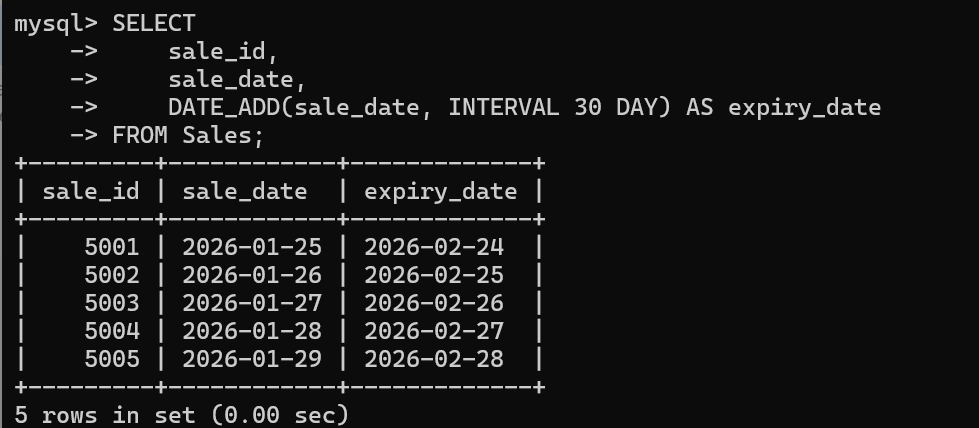 mysql> SELECT
    ->     sale_id,
    ->     sale_date,
    ->     DATE_ADD(sale_date, INTERVAL 30 DAY) AS expiry_date
    -> FROM Sales;
+---------+------------+-------------+
| sale_id | sale_date  | expiry_date |
+---------+------------+-------------+
|    5001 | 2026-01-25 | 2026-02-24  |
|    5002 | 2026-01-26 | 2026-02-25  |
|    5003 | 2026-01-27 | 2026-02-26  |
|    5004 | 2026-01-28 | 2026-02-27  |
|    5005 | 2026-01-29 | 2026-02-28  |
+---------+------------+-------------+
5 rows in set (0.00 sec)